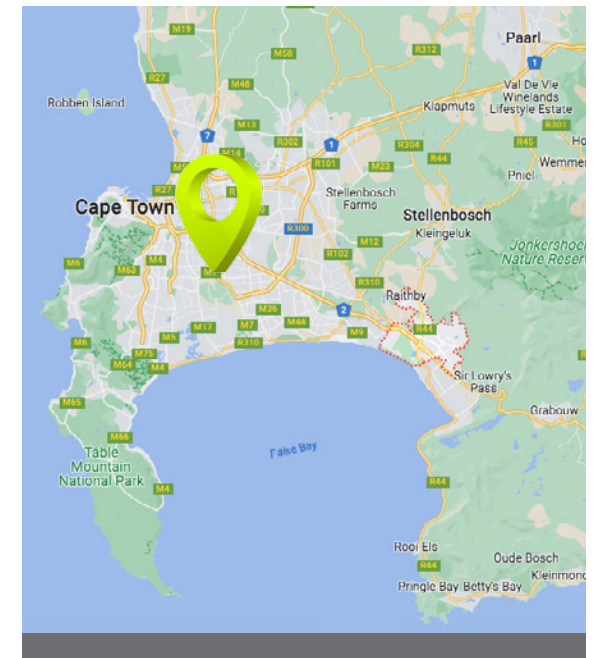 M19
Paarl
R312
M58
1
R27
Val De Vie
Winelands
Lifestyle Estate
M48
Robben Island
Klapmuts
R301
M13
7
R302
1
R304
R45
M14
R101
R44
M23
Wemme
Pniel
R27
Stellenbosch
Farms
Cape Town
Stellenbosch
Kleingeluk
R300
M12
Jonkershoe
Nature Reser
R102
M6
M4
M63
R310
Raithby
M36
2
M17
M7
M44
M9
R44
M5
M6
R310
M75
M64
M4
Sir Lowry's
Pass
M65
Grabouw
M66
False Bay
Table
Mountain
National Park
M4
R44
Rooi Els
Oude Bosch
R44
Kleinmond
Pringle Bay
Betty's Bay